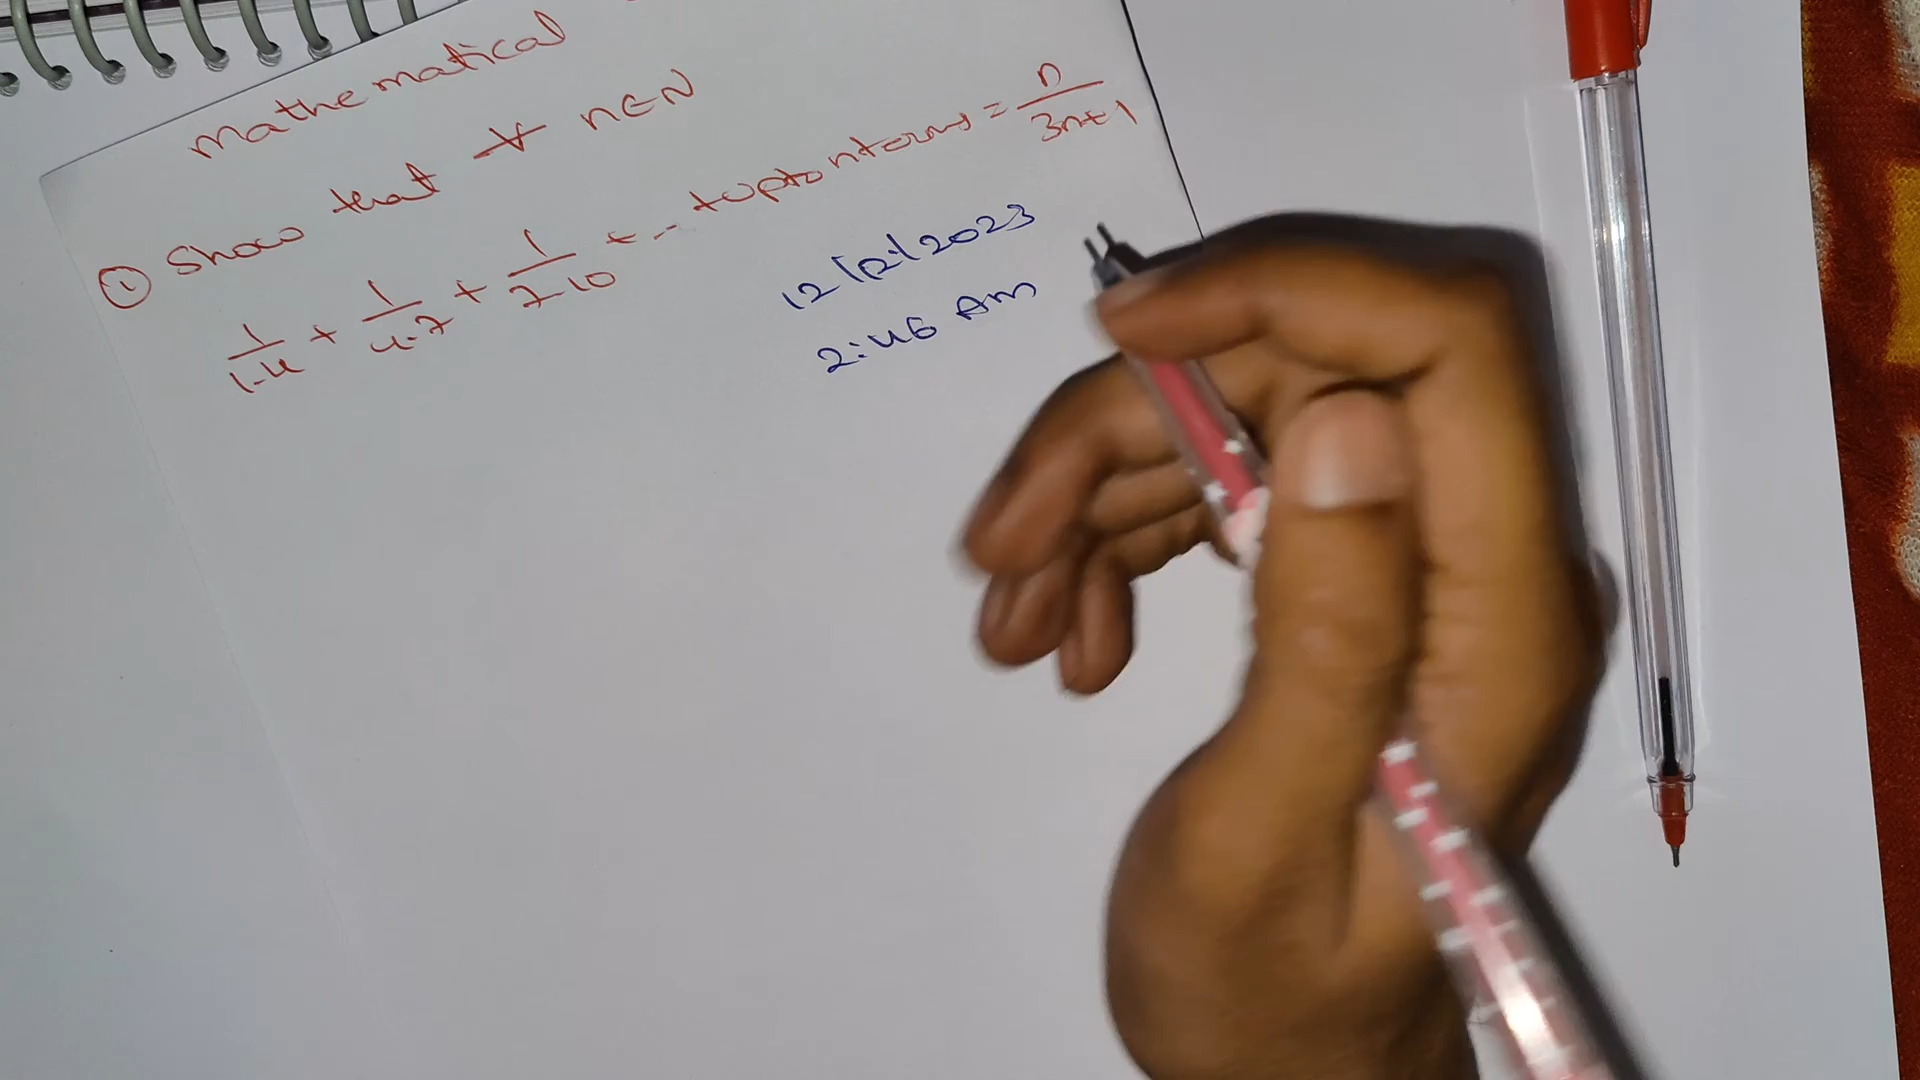 mathematical
① Show that ∀ n∈N
1/1.4 + 1/4.7 + 1/7.10 + -- + upto n terms = n/3n+1
12/12/2023
2:46 Am